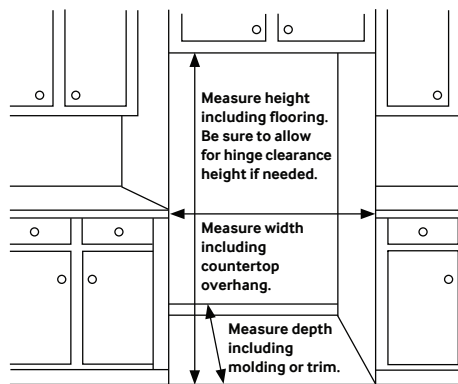 Measure height
including flooring.
Be sure to allow
for hinge clearance
height if needed.
Measure width
including
countertop
overhang.
Measure depth
including
molding or trim.